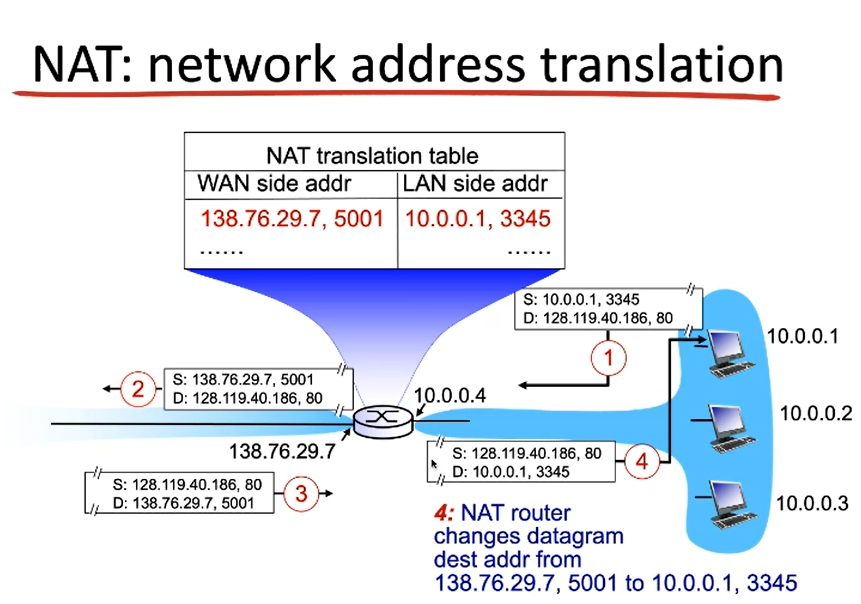 NAT: network address translation
NAT translation table
WAN side addr LAN side addr
138.76.29.7, 5001 10.0.0.1, 3345
...... ......
S: 10.0.0.1, 3345
D: 128.119.40.186, 80
10.0.0.1
1
S: 138.76.29.7, 5001
D: 128.119.40.186, 80
2
10.0.0.4
10.0.0.2
138.76.29.7
S: 128.119.40.186, 80
D: 10.0.0.1, 3345
4
S: 128.119.40.186, 80
D: 138.76.29.7, 5001
3
10.0.0.3
4: NAT router
changes datagram
dest addr from
138.76.29.7, 5001 to 10.0.0.1, 3345